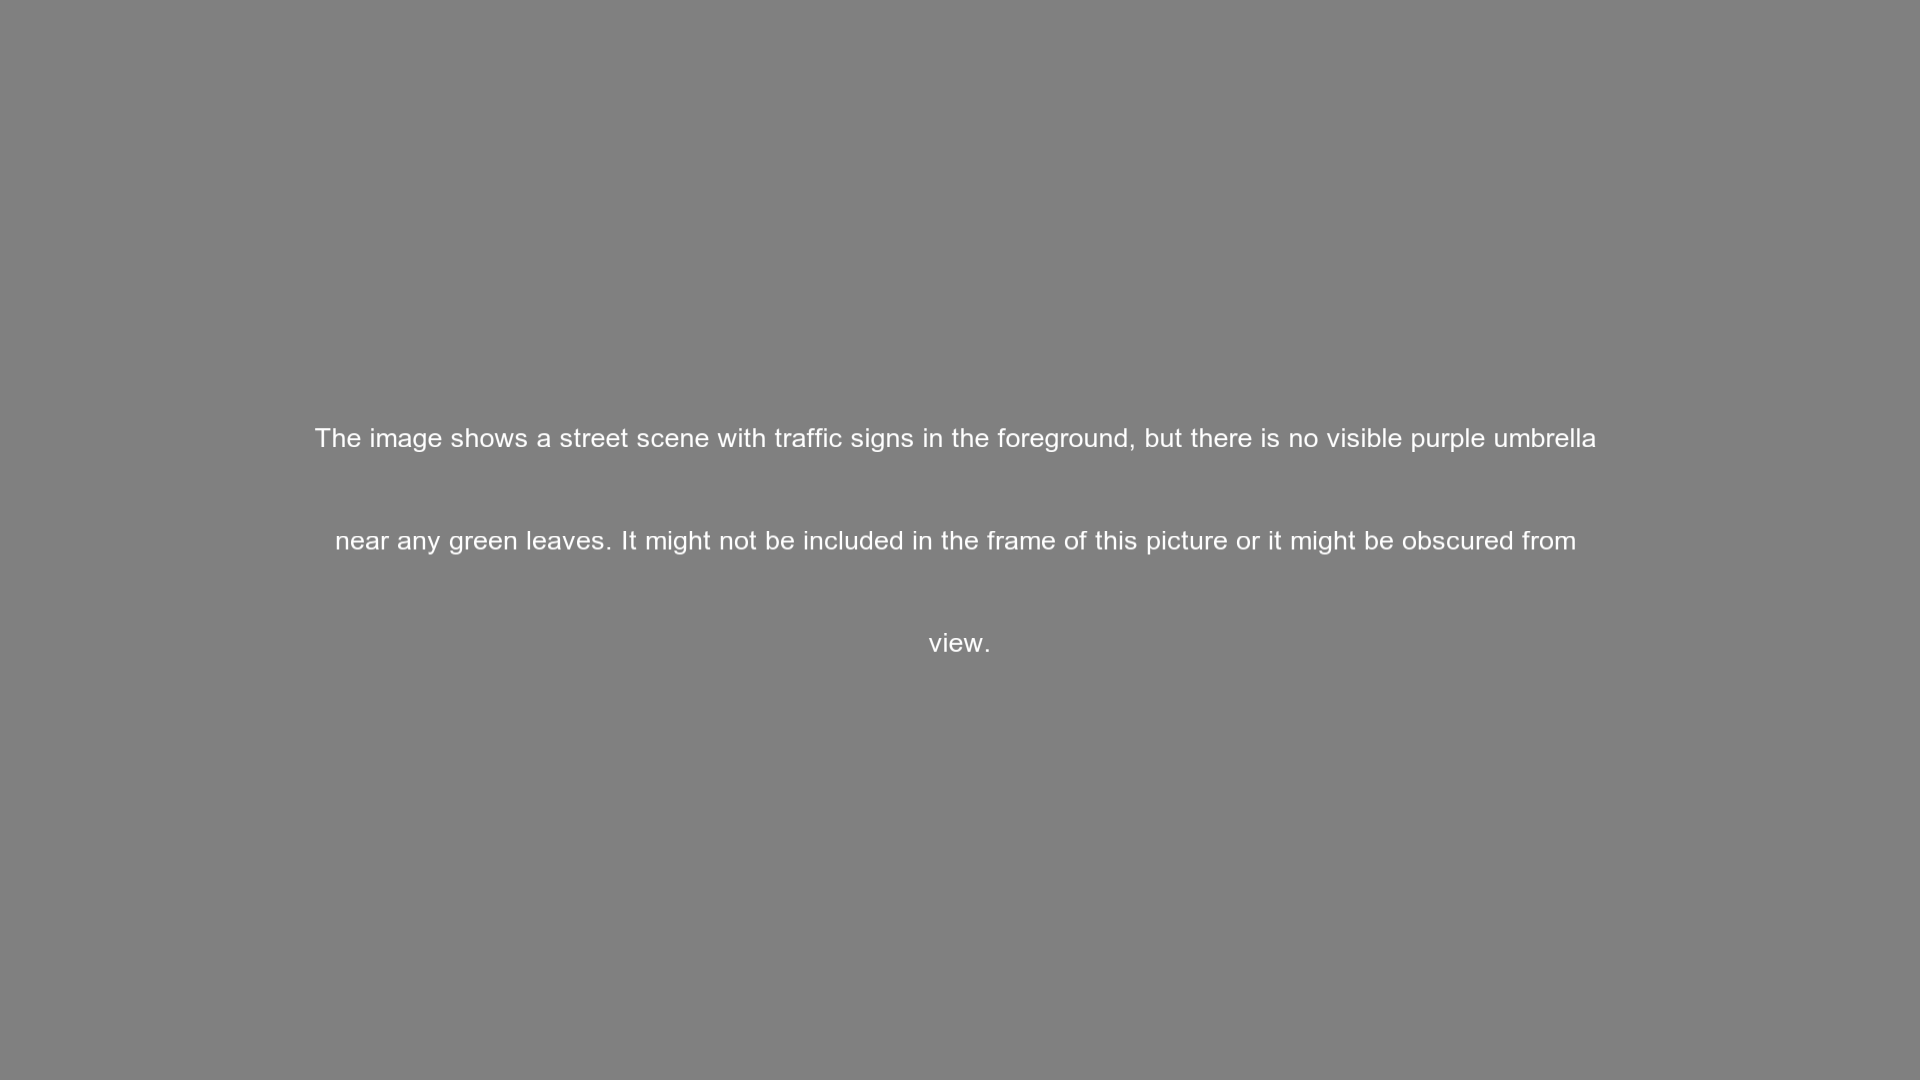 The image shows a street scene with traffic signs in the foreground, but there is no visible purple umbrella
near any green leaves. It might not be included in the frame of this picture or it might be obscured from
view.